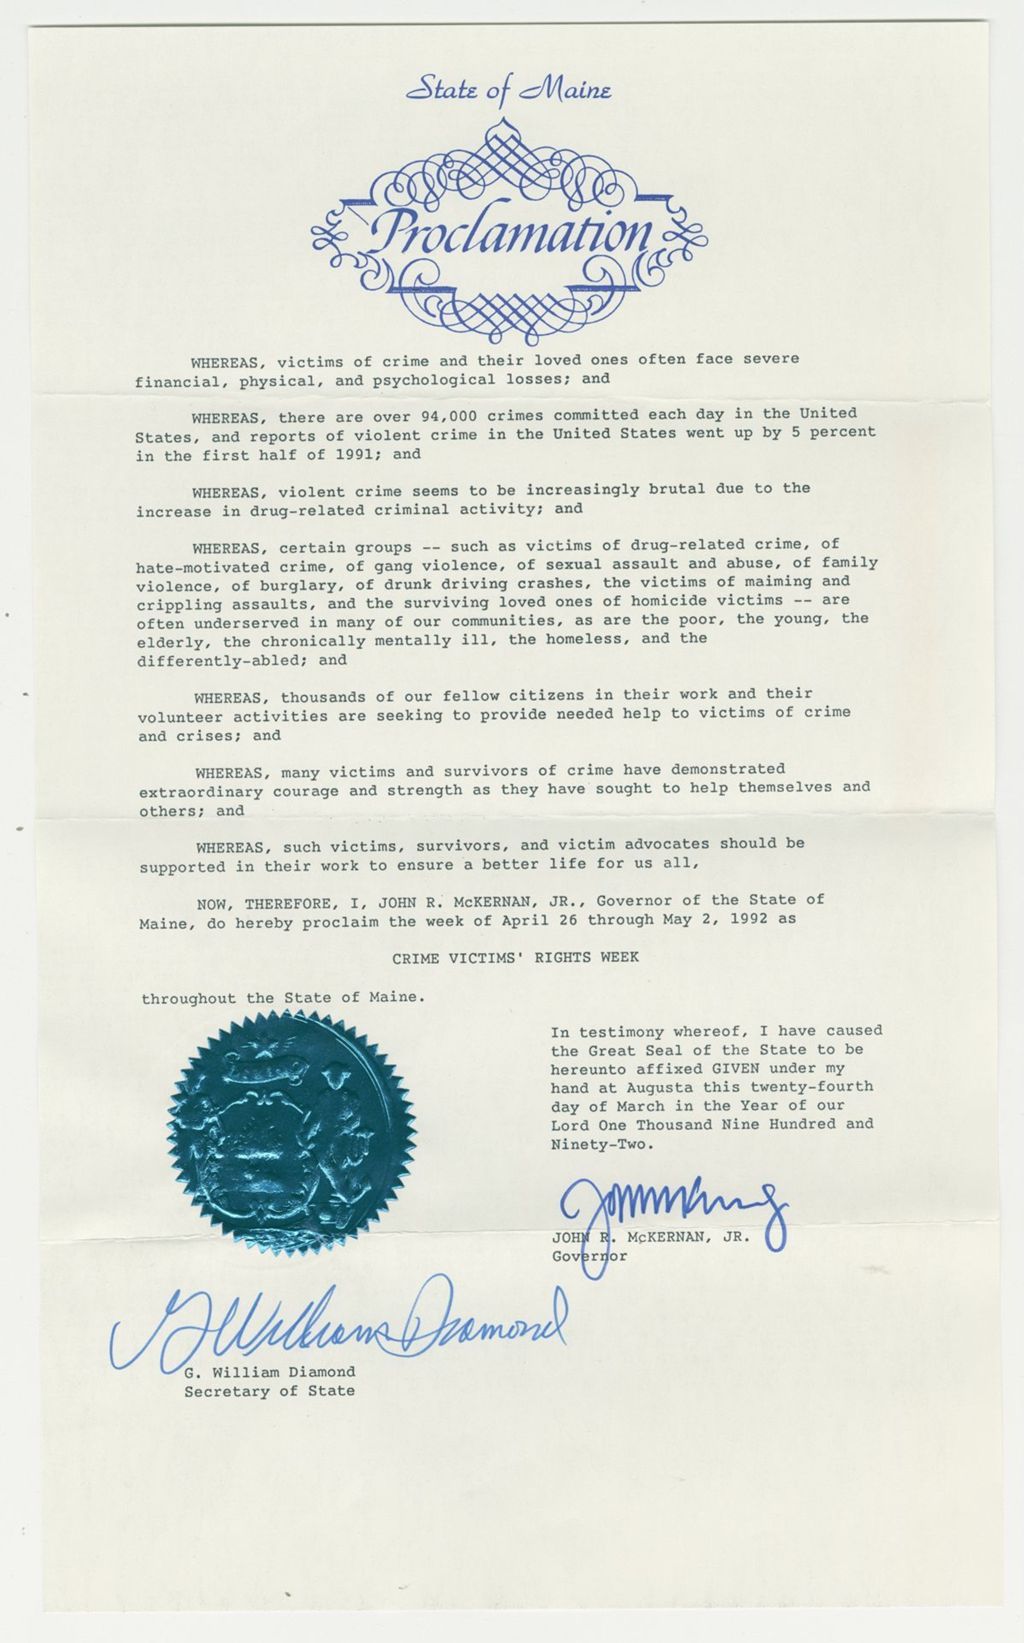 State of Maine
Proclamation
WHEREAS, victims of crime and their loved ones often face severe
financial, physical, and psychological losses; and
WHEREAS, there are over 94,000 crimes committed each day in the United
States, and reports of violent crime in the United States went up by 5 percent
in the first half of 1991; and
WHEREAS, violent crime seems to be increasingly brutal due to the
increase in drug-related criminal activity; and
WHEREAS, certain groups -- such as victims of drug-related crime, of
hate-motivated crime, of gang violence, of sexual assault and abuse, of family
violence, of burglary, of drunk driving crashes, the victims of maiming and
crippling assaults, and the surviving loved ones of homicide victims -- are
often underserved in many of our communities, as are the poor, the young, the
elderly, the chronically mentally ill, the homeless, and the
differently-abled; and
WHEREAS, thousands of our fellow citizens in their work and their
volunteer activities are seeking to provide needed help to victims of crime
and crises; and
WHEREAS, many victims and survivors of crime have demonstrated
extraordinary courage and strength as they have sought to help themselves and
others; and
WHEREAS, such victims, survivors, and victim advocates should be
supported in their work to ensure a better life for us all,
NOW, THEREFORE, I, JOHN R. McKERNAN, JR., Governor of the State of
Maine, do hereby proclaim the week of April 26 through May 2, 1992 as
CRIME VICTIMS' RIGHTS WEEK
throughout the State of Maine.
In testimony whereof, I have caused
the Great Seal of the State to be
hereunto affixed GIVEN under my
hand at Augusta this twenty-fourth
day of March in the Year of our
Lord One Thousand Nine Hundred and
Ninety-Two.
JOHN R. McKERNAN, JR.
Governor
G William Diamond
G. William Diamond
Secretary of State